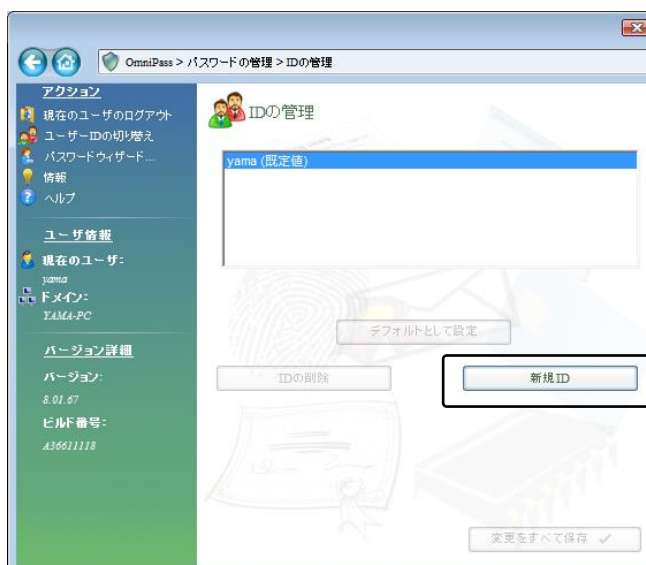 OmniPass > パスワードの管理 > IDの管理
アクション
現在のユーザのログアウト
ユーザーIDの切り替え
パスワードウィザード...
情報
ヘルプ
ユーザ情報
現在のユーザ:
yama
ドメイン:
YAMA-PC
バージョン詳細
バージョン:
8.01.67
ビルド番号:
A36611118
IDの管理
yama (既定値)
デフォルトとして設定
IDの削除
新規ID
変更をすべて保存